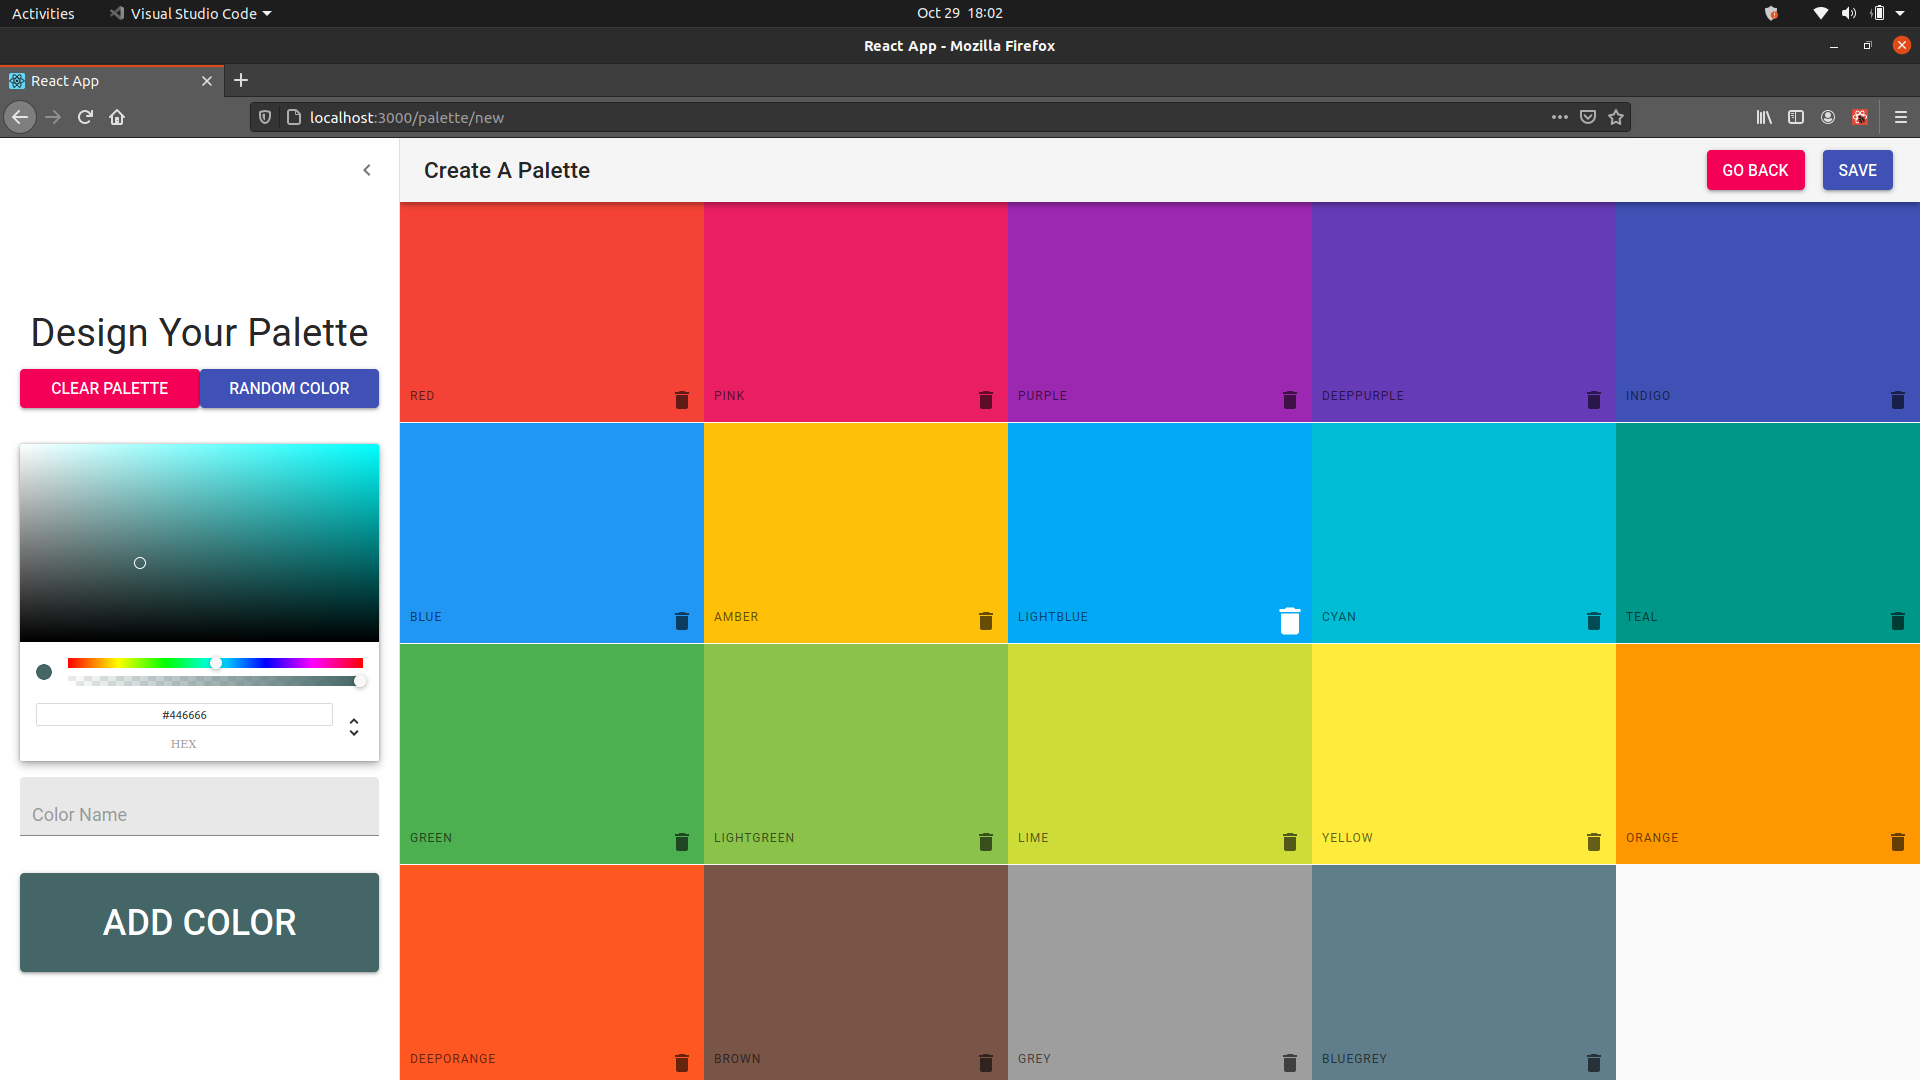 Activities
Visual Studio Code
Oct 29 18:02
React App - Mozilla Firefox
React App
localhost:3000/palette/new
Create A Palette
GO BACK
SAVE
Design Your Palette
CLEAR PALETTE
RANDOM COLOR
#446666
HEX
Color Name
ADD COLOR
RED
PINK
PURPLE
DEEPPURPLE
INDIGO
BLUE
AMBER
LIGHTBLUE
CYAN
TEAL
GREEN
LIGHTGREEN
LIME
YELLOW
ORANGE
DEEPORANGE
BROWN
GREY
BLUEGREY